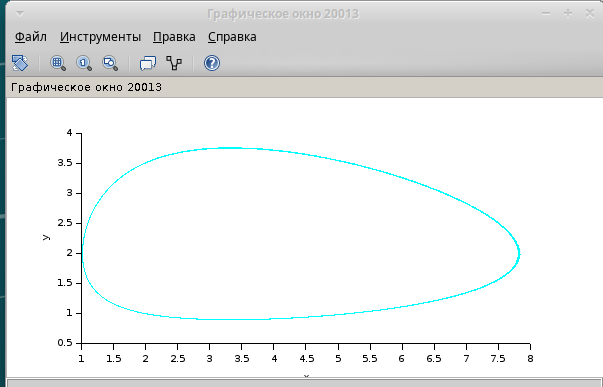 Графическое окно 20013
Файл Инструменты Правка Справка
Графическое окно 20013
4
3.5
3
2.5
y
2
1.5
1
0.5
1 1.5 2 2.5 3 3.5 4 4.5 5 5.5 6 6.5 7 7.5 8